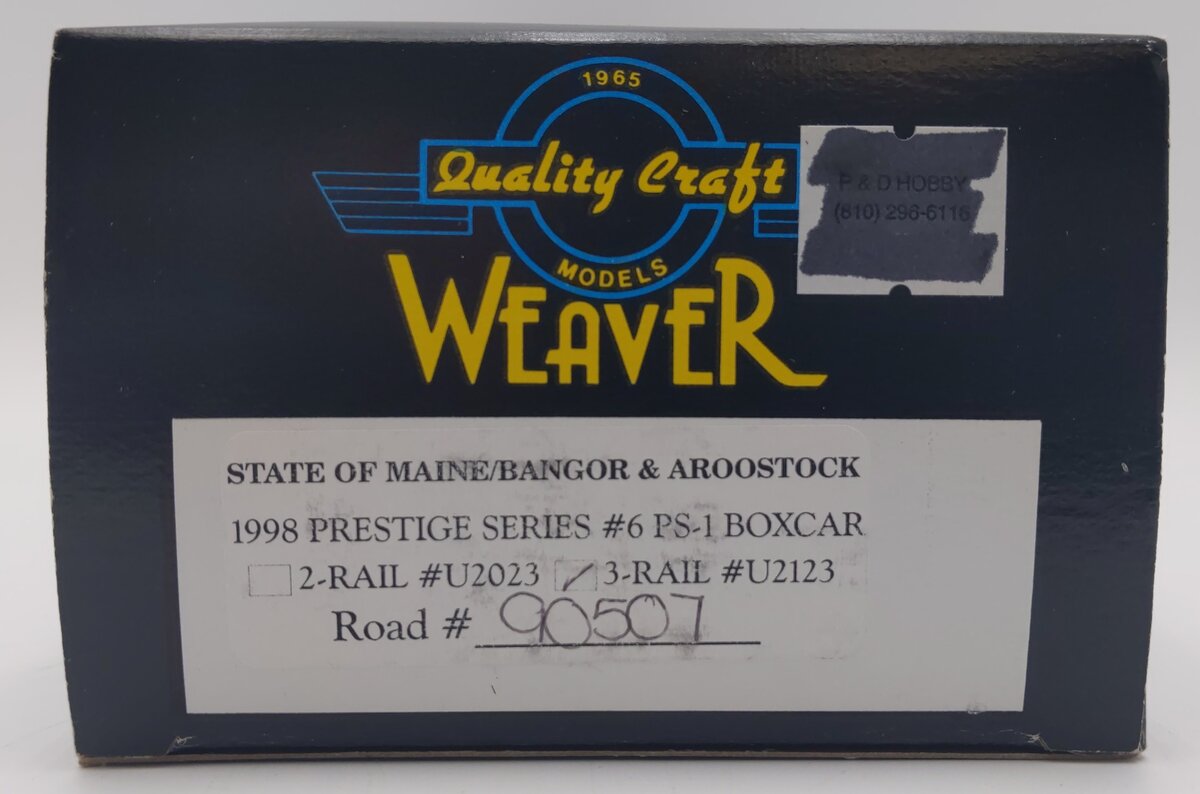 1965
Quality Craft
MODELS
WEAVER
P & D HOBBY
(610) 296-6116
STATE OF MAINE/BANGOR & AROOSTOCK
1998 PRESTIGE SERIES #6 PS-1 BOXCAR
2-RAIL #U2023 ✓ 3-RAIL #U2123
Road # 90507